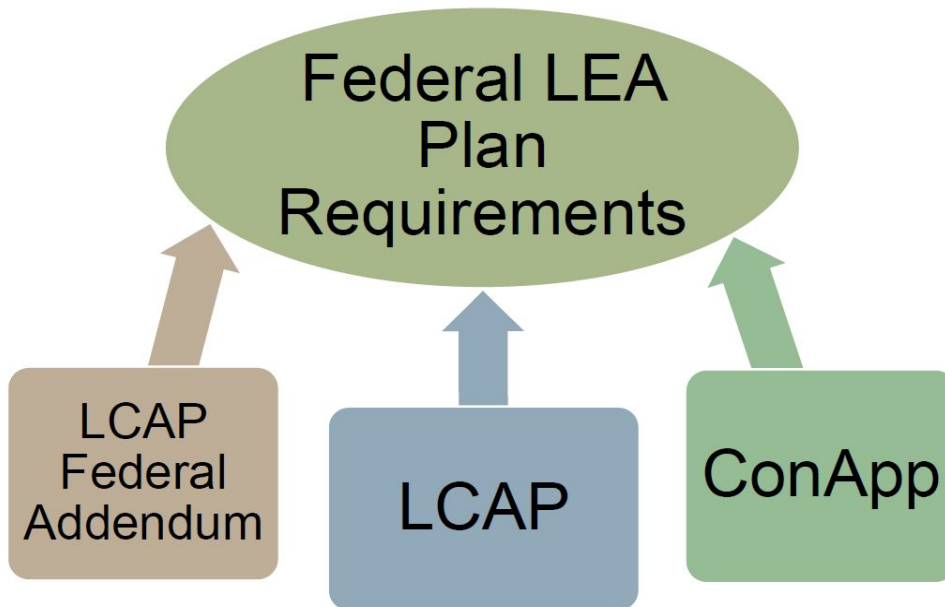 Federal LEA
Plan
Requirements
LCAP
Federal
Addendum
LCAP
ConApp